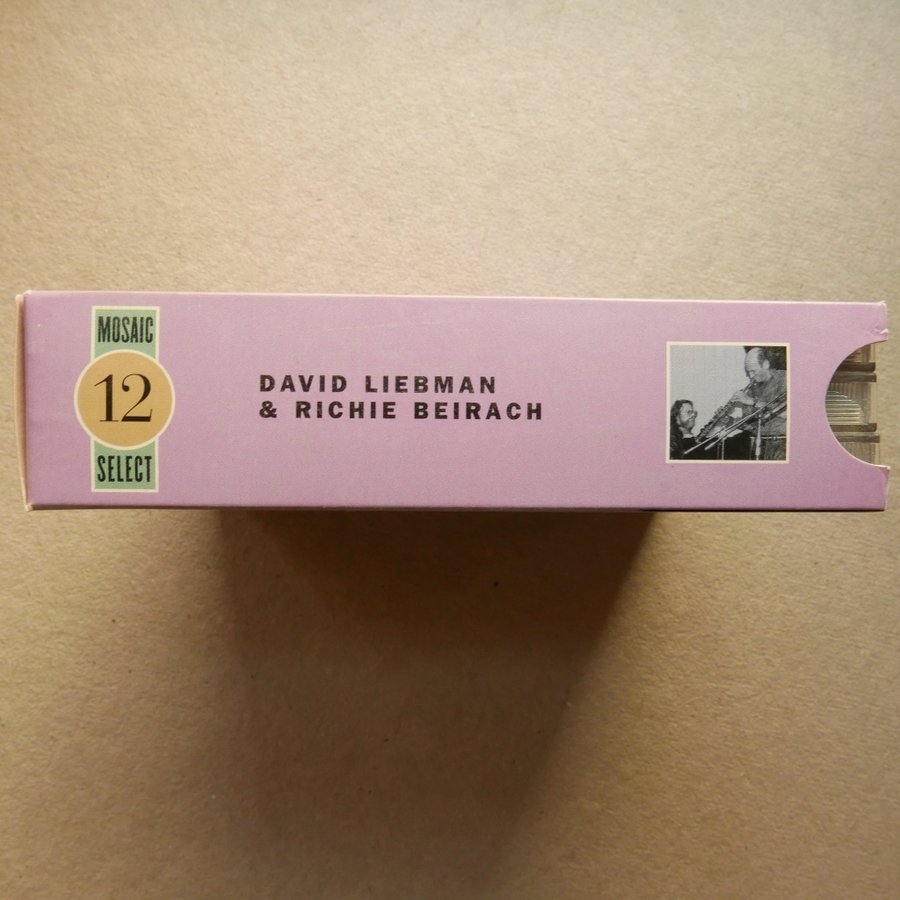 MOSAIC
12
SELECT
DAVID LIEBMAN
& RICHIE BEIRACH